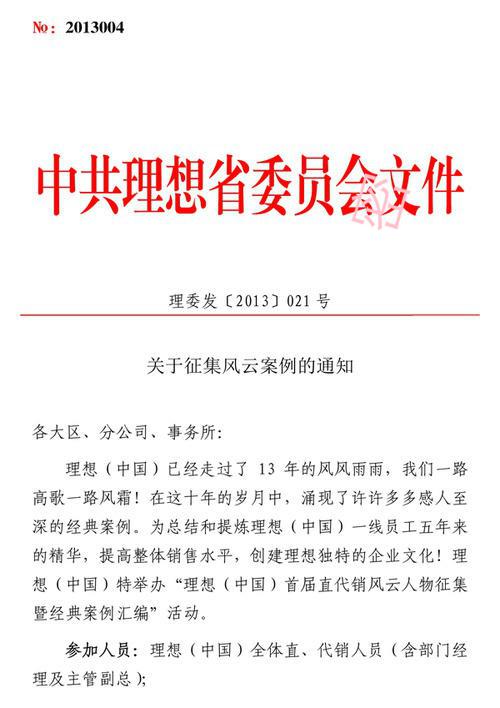 №：2013004
中共理想省委员会文件
理委发〔2013〕021 号
关于征集风云案例的通知
各大区、分公司、事务所：
理想（中国）已经走过了 13 年的风风雨雨，我们一路
高歌一路风霜！在这十年的岁月中，涌现了许许多多感人至
深的经典案例。为总结和提炼理想（中国）一线员工五年来
的精华，提高整体销售水平，创建理想独特的企业文化！理
想（中国）特举办“理想（中国）首届直代销风云人物征集
暨经典案例汇编”活动。
参加人员：理想（中国）全体直、代销人员（含部门经
理及主管副总）；